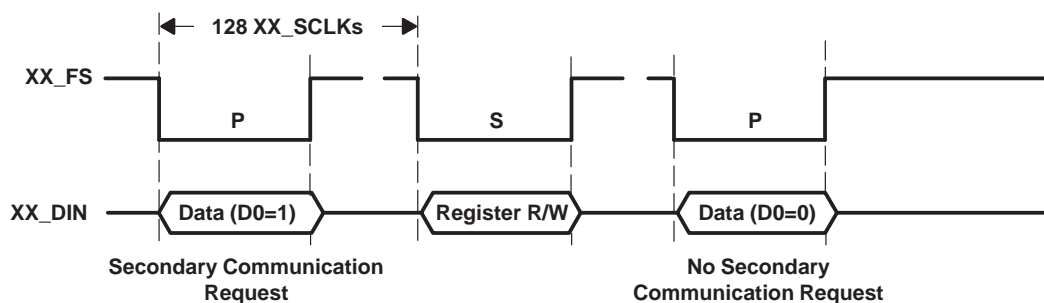 128 XX_SCLKs
XX_FS
P
S
P
XX_DIN
Data (D0=1)
Register R/W
Data (D0=0)
Secondary Communication
Request
No Secondary
Communication Request